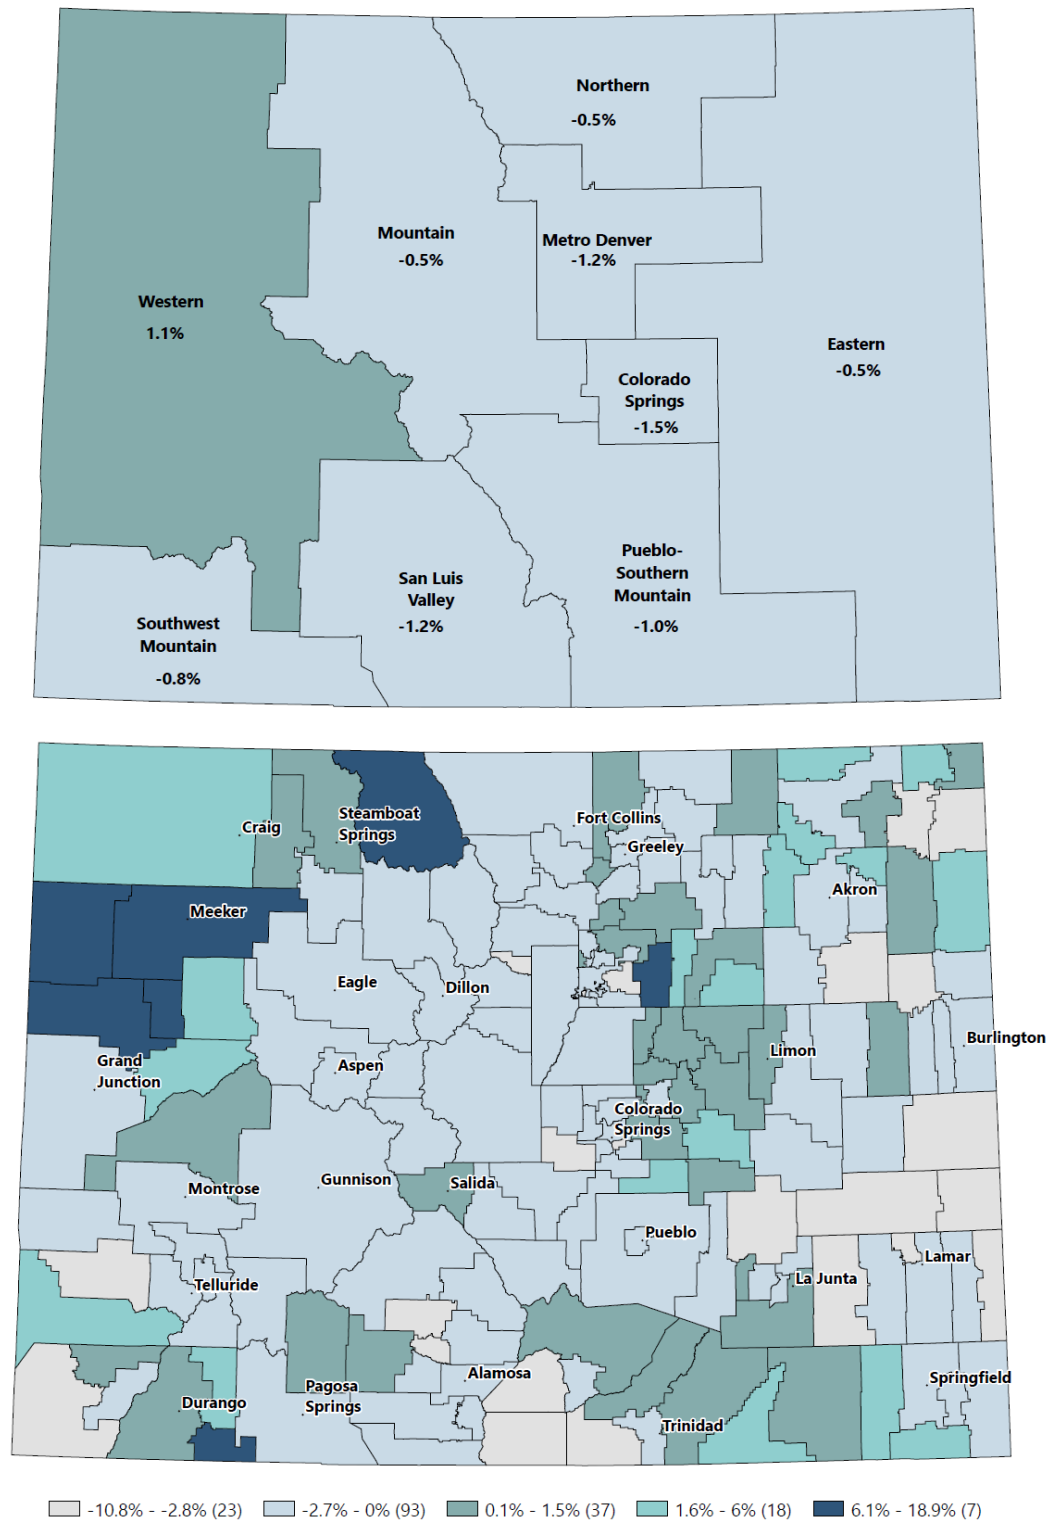 Northern
-0.5%
Mountain
-0.5%
Metro Denver
-1.2%
Western
1.1%
Eastern
-0.5%
Colorado
Springs
-1.5%
Pueblo-
Southern
Mountain
-1.0%
San Luis
Valley
-1.2%
Southwest
Mountain
-0.8%
Craig
Steamboat
Springs
Fort Collins
Greeley
Akron
Meeker
Eagle
Dillon
Burlington
Limon
Grand
Junction
Aspen
Colorado
Springs
Gunnison
Salida
Montrose
Pueblo
Lamar
La Junta
Telluride
Alamosa
Springfield
Pagosa
Springs
Durango
Trinidad
-10.8% - -2.8% (23)
-2.7% - 0% (93)
0.1% - 1.5% (37)
1.6% - 6% (18)
6.1% - 18.9% (7)